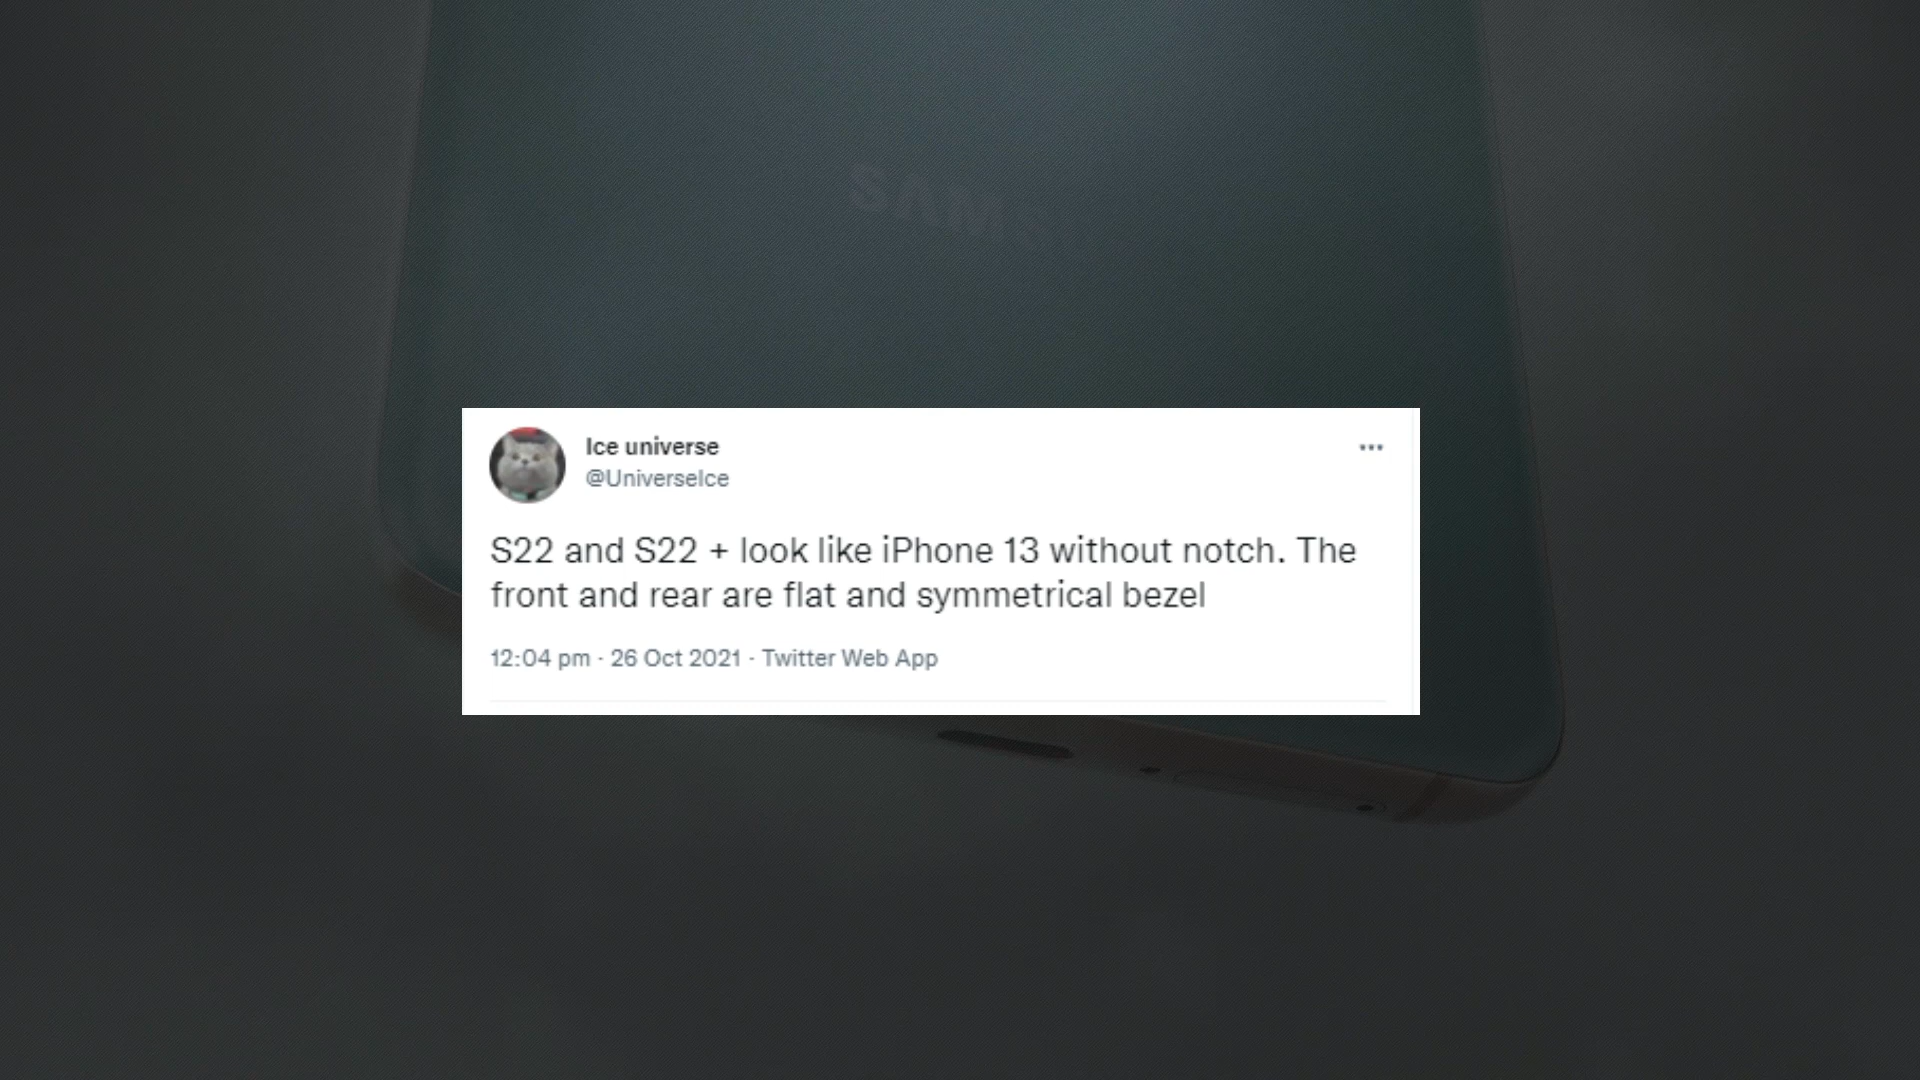 SAMSU
Ice universe
@UniverseIce
S22 and S22 + look like iPhone 13 without notch. The
front and rear are flat and symmetrical bezel
12:04 pm · 26 Oct 2021 · Twitter Web App